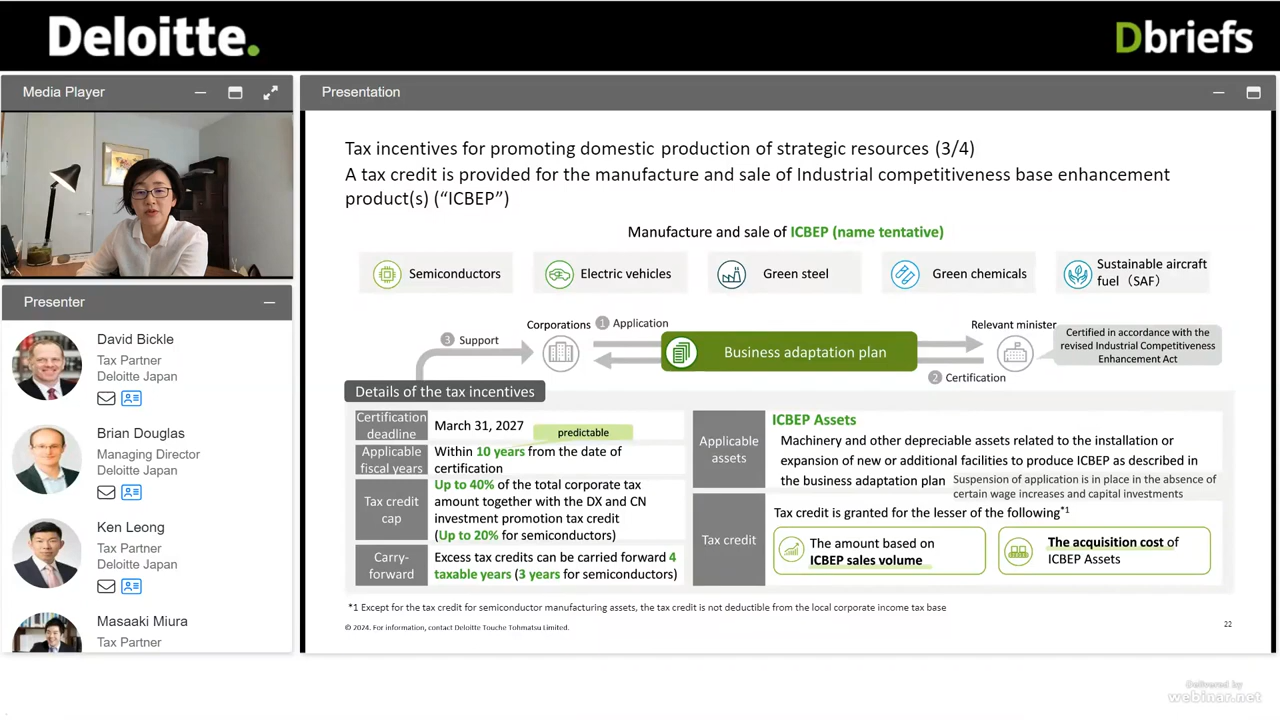 Deloitte.
Dbriefs
Media Player
Presentation
Presenter
David Bickle
Tax Partner
Deloitte Japan
Brian Douglas
Managing Director
Deloitte Japan
Ken Leong
Tax Partner
Deloitte Japan
Masaaki Miura
Tax Partner
Tax incentives for promoting domestic production of strategic resources (3/4)
A tax credit is provided for the manufacture and sale of Industrial competitiveness base enhancement
product(s) (“ICBEP”)
Manufacture and sale of ICBEP (name tentative)
Semiconductors
Electric vehicles
Green steel
Green chemicals
Sustainable aircraft
fuel（SAF）
3 Support
Corporations
1 Application
Business adaptation plan
Relevant minister
2 Certification
Certified in accordance with the
revised Industrial Competitiveness
Enhancement Act
Details of the tax incentives
Certification
deadline
March 31, 2027
predictable
Applicable
fiscal years
Within 10 years from the date of
certification
Tax credit
cap
Up to 40% of the total corporate tax
amount together with the DX and CN
investment promotion tax credit
(Up to 20% for semiconductors)
Carry-
forward
Excess tax credits can be carried forward 4
taxable years (3 years for semiconductors)
Applicable
assets
ICBEP Assets
Machinery and other depreciable assets related to the installation or
expansion of new or additional facilities to produce ICBEP as described in
the business adaptation plan
Suspension of application is in place in the absence of
certain wage increases and capital investments
Tax credit
Tax credit is granted for the lesser of the following*1
The amount based on
ICBEP sales volume
The acquisition cost of
ICBEP Assets
*1 Except for the tax credit for semiconductor manufacturing assets, the tax credit is not deductible from the local corporate income tax base
© 2024. For information, contact Deloitte Touche Tohmatsu Limited.
22
Delivered by
webinar.net